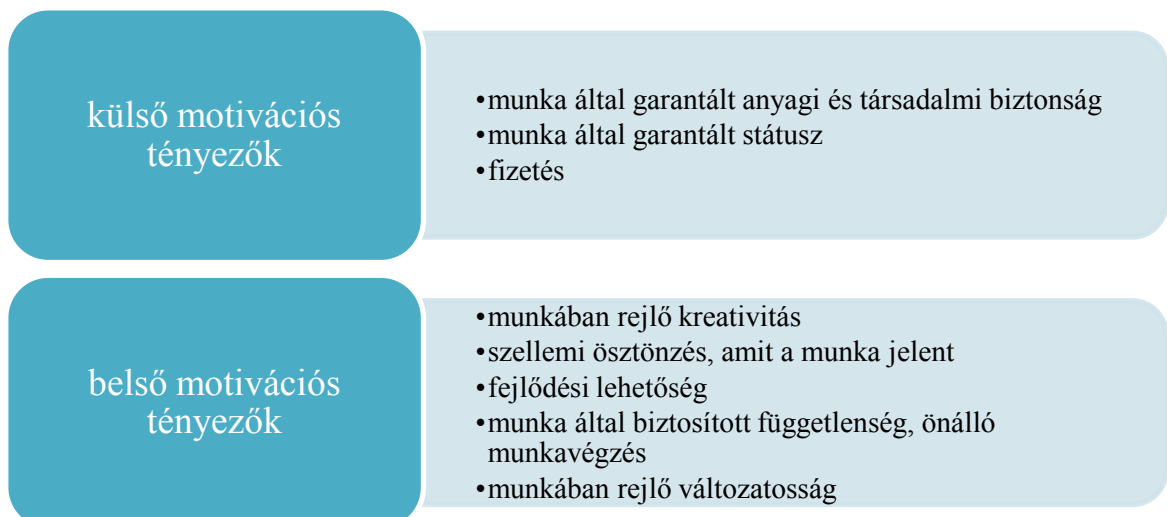 külső motivációs
tényezők
•munka által garantált anyagi és társadalmi biztonság
•munka által garantált státusz
•fizetés
belső motivációs
tényezők
•munkában rejlő kreativitás
•szellemi ösztönzés, amit a munka jelent
•fejlődési lehetőség
•munka által biztosított függetlenség, önálló
munkavégzés
•munkában rejlő változatosság